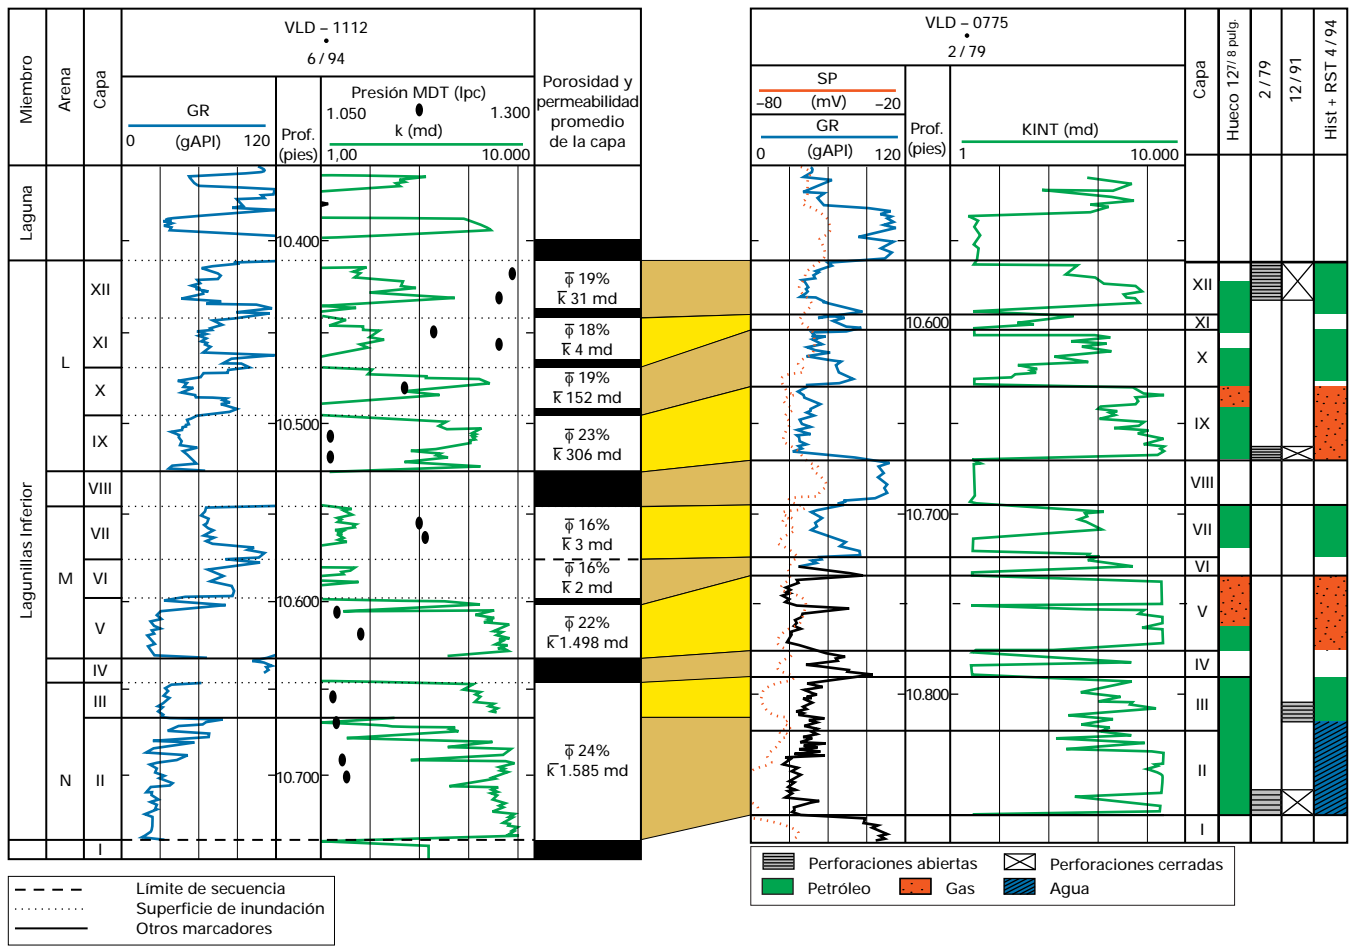 VLD – 1112
6 / 94
Miembro
Arena
Capa
GR
0 (gAPI) 120
Prof.
(pies)
Presión MDT (lpc)
1.050 1.300
k (md)
1,00 10.000
Porosidad y
permeabilidad
promedio
de la capa
Laguna
Lagunillas Inferior
L
M
N
XII
XI
X
IX
VIII
VII
VI
V
IV
III
II
I
10.400
10.500
10.600
10.700
φ̅ 19%
k̅ 31 md
φ̅ 18%
k̅ 4 md
φ̅ 19%
k̅ 152 md
φ̅ 23%
k̅ 306 md
φ̅ 16%
k̅ 3 md
φ̅ 16%
k̅ 2 md
φ̅ 22%
k̅ 1.498 md
φ̅ 24%
k̅ 1.585 md
VLD – 0775
2 / 79
SP
–80 (mV) –20
GR
0 (gAPI) 120
Prof.
(pies)
KINT (md)
1 10.000
Capa
Hueco 12 7/8 pulg.
2 / 79
12 / 91
Hist + RST 4 / 94
10.600
10.700
10.800
XII
XI
X
IX
VIII
VII
VI
V
IV
III
II
I
Límite de secuencia
Superficie de inundación
Otros marcadores
Perforaciones abiertas
Perforaciones cerradas
Petróleo
Gas
Agua